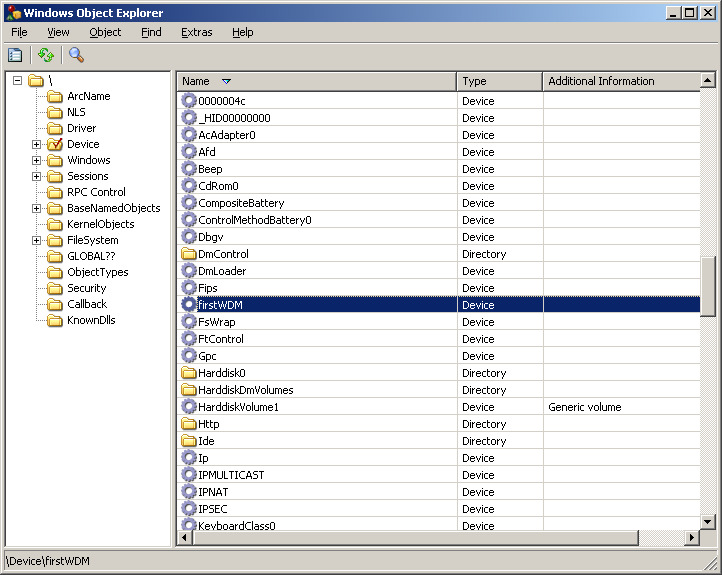 Windows Object Explorer
File View Object Find Extras Help
\
ArcName
NLS
Driver
Device
Windows
Sessions
RPC Control
BaseNamedObjects
KernelObjects
FileSystem
GLOBAL??
ObjectTypes
Security
Callback
KnownDlls
Name Type Additional Information
0000004c Device
_HID00000000 Device
AcAdapter0 Device
Afd Device
Beep Device
CdRom0 Device
CompositeBattery Device
ControlMethodBattery0 Device
Dbgv Device
DmControl Directory
DmLoader Device
Fips Device
firstWDM Device
FsWrap Device
FtControl Device
Gpc Device
Harddisk0 Directory
HarddiskDmVolumes Directory
HarddiskVolume1 Device Generic volume
Http Directory
Ide Directory
Ip Device
IPMULTICAST Device
IPNAT Device
IPSEC Device
KeyboardClass0 Device
\Device\firstWDM